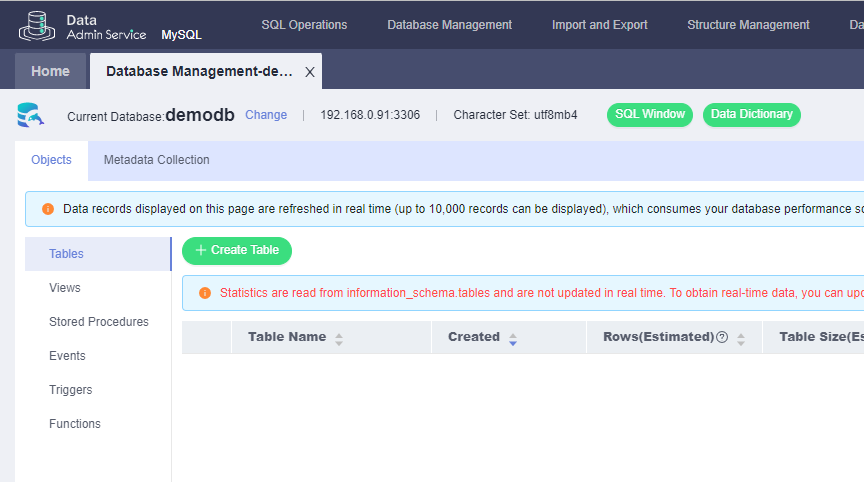 Data
Admin Service MySQL
SQL Operations Database Management Import and Export Structure Management Da
Home Database Management-de... X
Current Database:demodb Change | 192.168.0.91:3306 | Character Set: utf8mb4 SQL Window Data Dictionary
Objects Metadata Collection
Data records displayed on this page are refreshed in real time (up to 10,000 records can be displayed), which consumes your database performance so
Tables
Views
Stored Procedures
Events
Triggers
Functions
+ Create Table
Statistics are read from information_schema.tables and are not updated in real time. To obtain real-time data, you can upd
Table Name Created Rows(Estimated) Table Size(Es